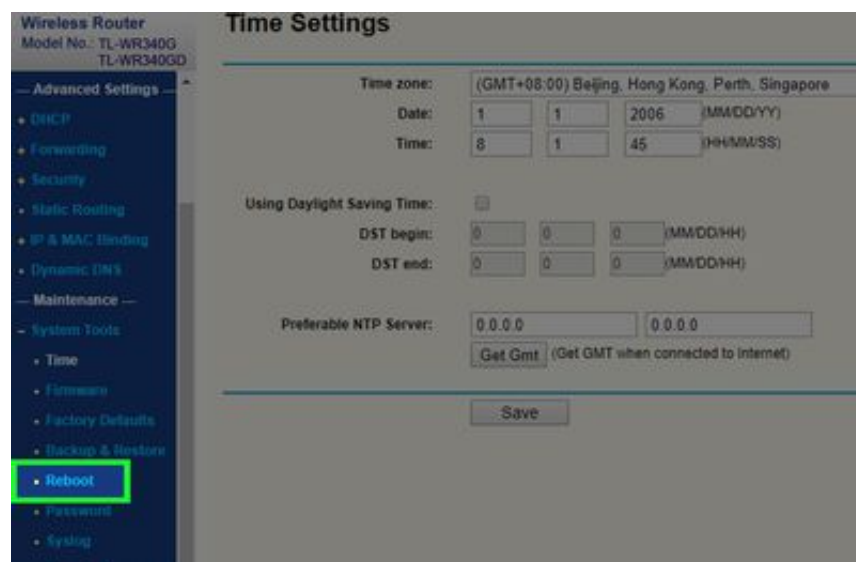 Wireless Router
Model No.: TL-WR340G
TL-WR340GD
— Advanced Settings —
DHCP
Forwarding
Security
Static Routing
IP & MAC Binding
Dynamic DNS
— Maintenance —
- System Tools
Time
Firmware
Factory Defaults
Backup & Restore
Reboot
Password
Syslog
Time Settings
Time zone: (GMT+08:00) Beijing, Hong Kong, Perth, Singapore
Date: 1 1 2006 (MM/DD/YY)
Time: 8 1 45 (HH/MM/SS)
Using Daylight Saving Time:
DST begin: 0 0 0 (MM/DD/HH)
DST end: 0 0 0 (MM/DD/HH)
Preferable NTP Server: 0.0.0.0 0.0.0.0
Get Gmt (Get GMT when connected to Internet)
Save